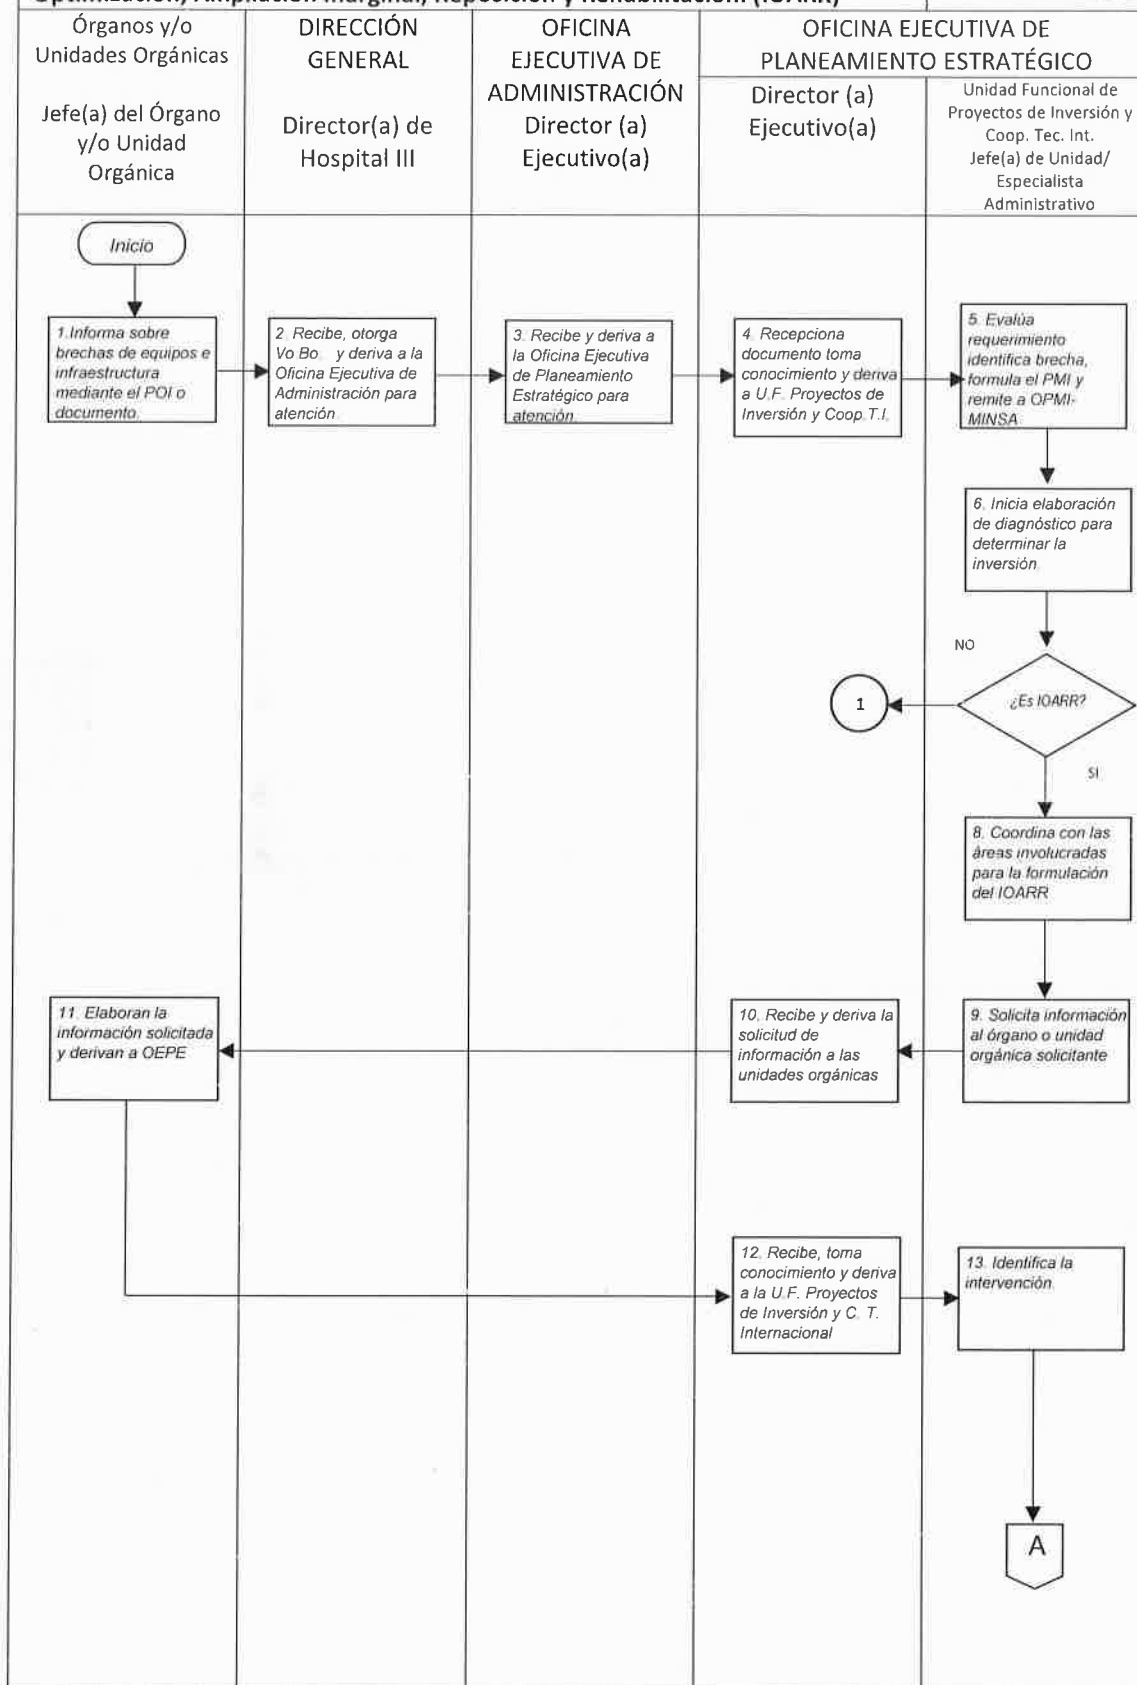 Optimización, Ampliación Marginal, Reposición y Rehabilitación. (IOARR)
Órganos y/o
Unidades Orgánicas
Jefe(a) del Órgano
y/o Unidad
Orgánica
DIRECCIÓN
GENERAL
Director(a) de
Hospital III
OFICINA
EJECUTIVA DE
ADMINISTRACIÓN
Director (a)
Ejecutivo(a)
OFICINA EJECUTIVA DE
PLANEAMIENTO ESTRATÉGICO
Director (a)
Ejecutivo(a)
Unidad Funcional de
Proyectos de Inversión y
Coop. Tec. Int.
Jefe(a) de Unidad/
Especialista
Administrativo
Inicio
1.Informa sobre
brechas de equipos e
infraestructura
mediante el POI o
documento.
2. Recibe, otorga
Vo Bo y deriva a la
Oficina Ejecutiva de
Administración para
atención
3. Recibe y deriva a
la Oficina Ejecutiva
de Planeamiento
Estratégico para
atención.
4. Recepciona
documento toma
conocimiento y deriva
a U.F. Proyectos de
Inversión y Coop. T.I.
5. Evalúa
requerimiento
identifica brecha,
formula el PMI y
remite a OPMI-
MINSA
6. Inicia elaboración
de diagnóstico para
determinar la
inversión
NO
¿Es IOARR?
1
SI
8. Coordina con las
áreas involucradas
para la formulación
del IOARR
11. Elaboran la
información solicitada
y derivan a OEPE
10. Recibe y deriva la
solicitud de
información a las
unidades orgánicas
9. Solicita información
al órgano o unidad
orgánica solicitante
12. Recibe, toma
conocimiento y deriva
a la U.F. Proyectos
de Inversión y C. T.
Internacional
13. Identifica la
intervención.
A